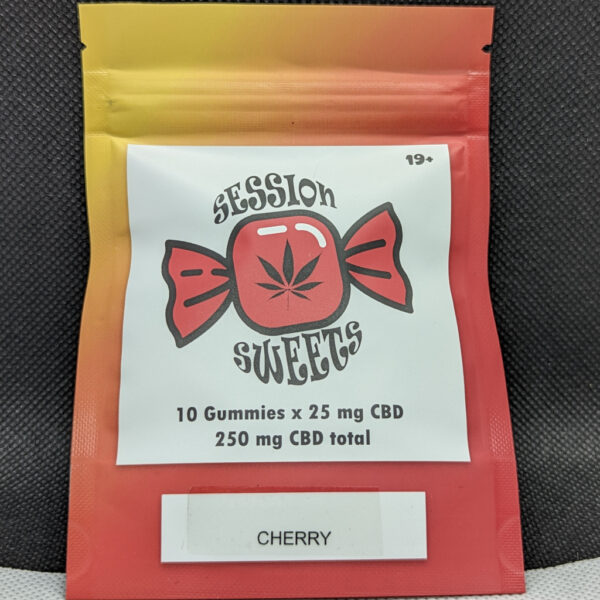 19+
SESSIOn
SWEETS
10 Gummies x 25 mg CBD
250 mg CBD total
CHERRY